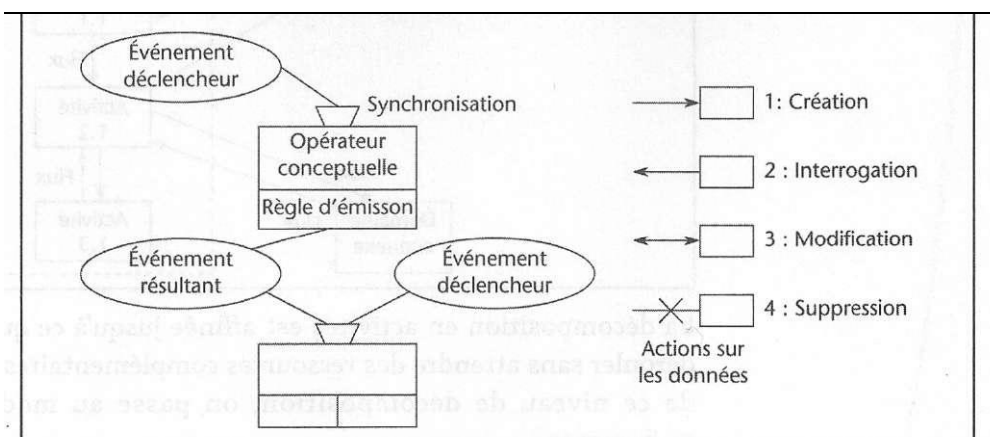 Événement
déclencheur
Synchronisation
Opérateur
conceptuelle
Règle d'émisson
Événement
résultant
Événement
déclencheur
1: Création
2 : Interrogation
3 : Modification
4 : Suppression
Actions sur
les données